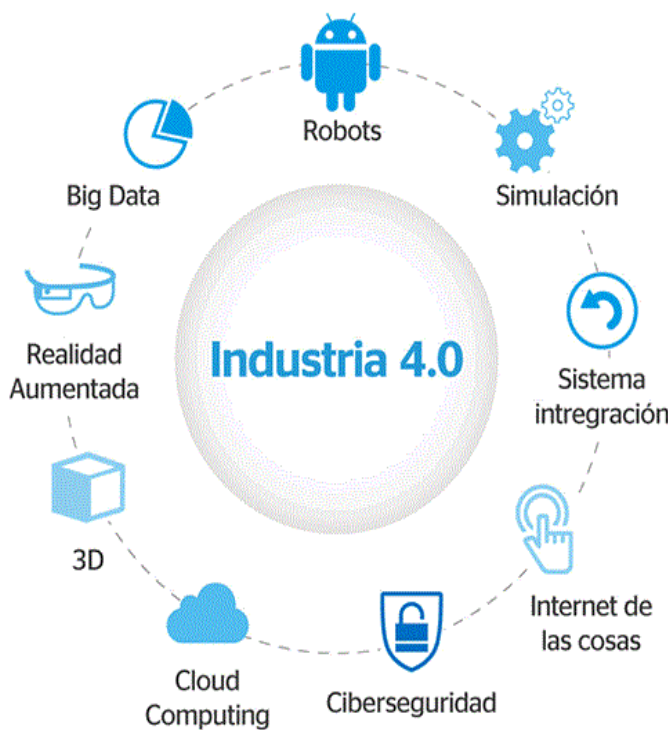 Robots
Simulación
Sistema
intregración
Internet de
las cosas
Ciberseguridad
Cloud
Computing
3D
Realidad
Aumentada
Big Data
Industria 4.0